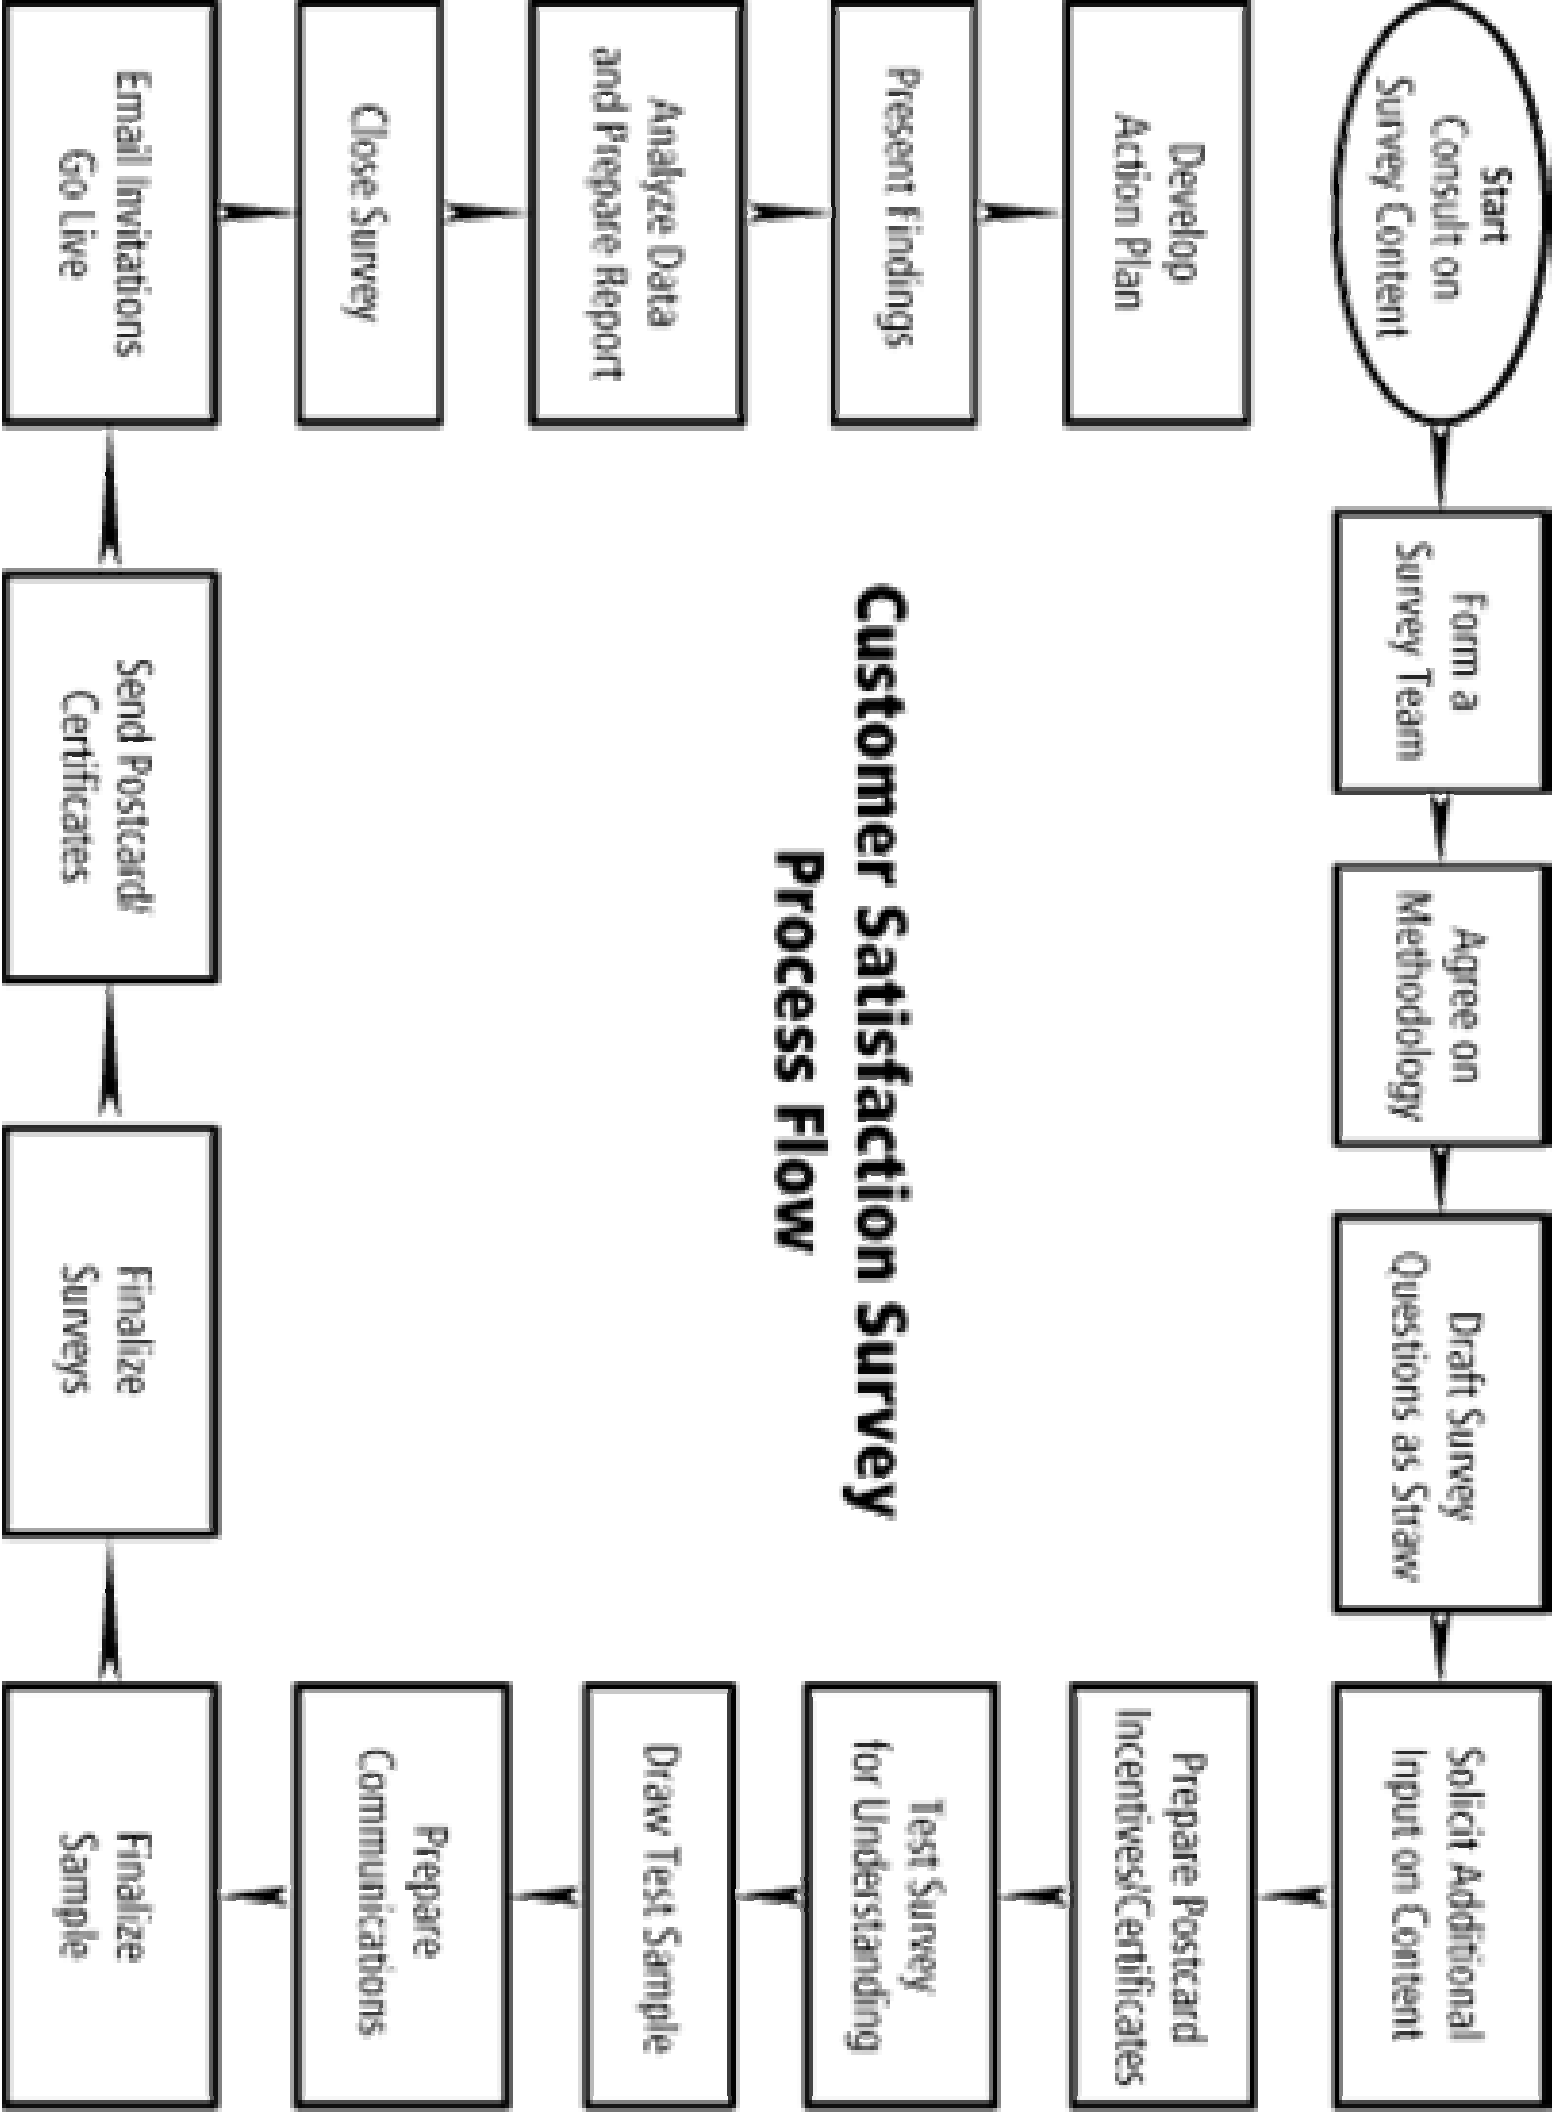 Start
Consult on
Survey Content
Form a
Survey Team
Agree on
Methodology
Draft Survey
Questions as Straw
Solicit Additional
Input on Content
Prepare Postcard
Incentives/Certificates
Test Survey
for Understanding
Draw Test Sample
Prepare
Communications
Finalize
Sample
Finalize
Surveys
Send Postcard/
Certificates
Email Invitations
Go Live
Close Survey
Analyze Data
and Prepare Report
Present Findings
Develop
Action Plan
Customer Satisfaction Survey
Process Flow